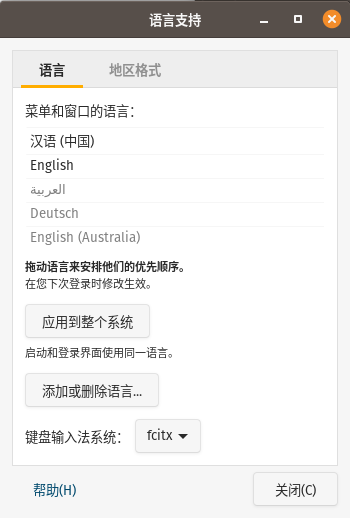 语言支持
语言 地区格式
菜单和窗口的语言：
汉语 (中国)
English
العربية
Deutsch
English (Australia)
拖动语言来安排他们的优先顺序。
在您下次登录时修改生效。
应用到整个系统
启动和登录界面使用同一语言。
添加或删除语言...
键盘输入法系统： fcitx
帮助(H) 关闭(C)